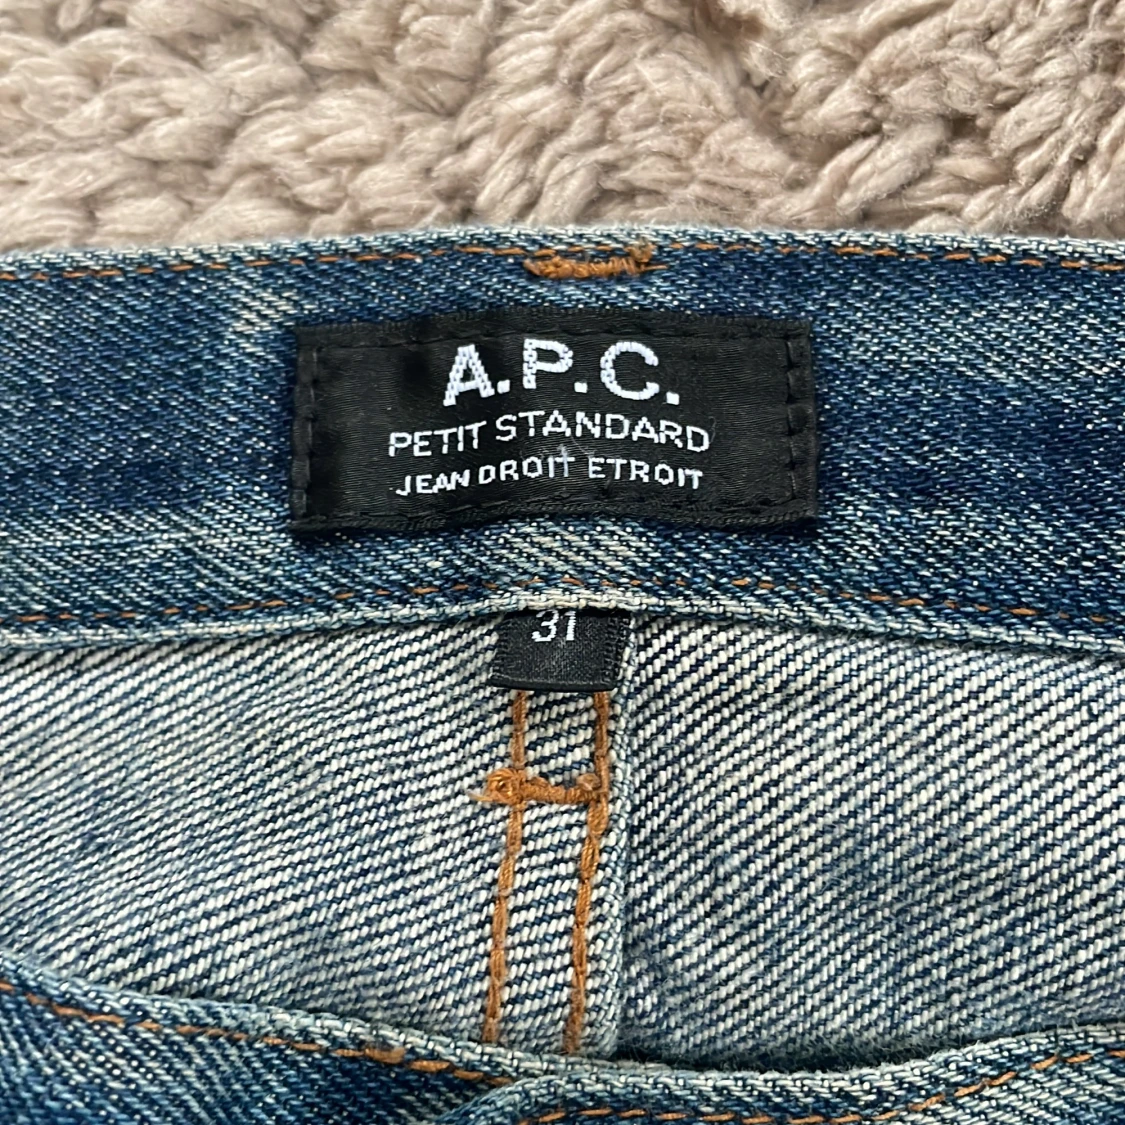 A.P.C.
PETIT STANDARD
JEAN DROIT ETROIT
31